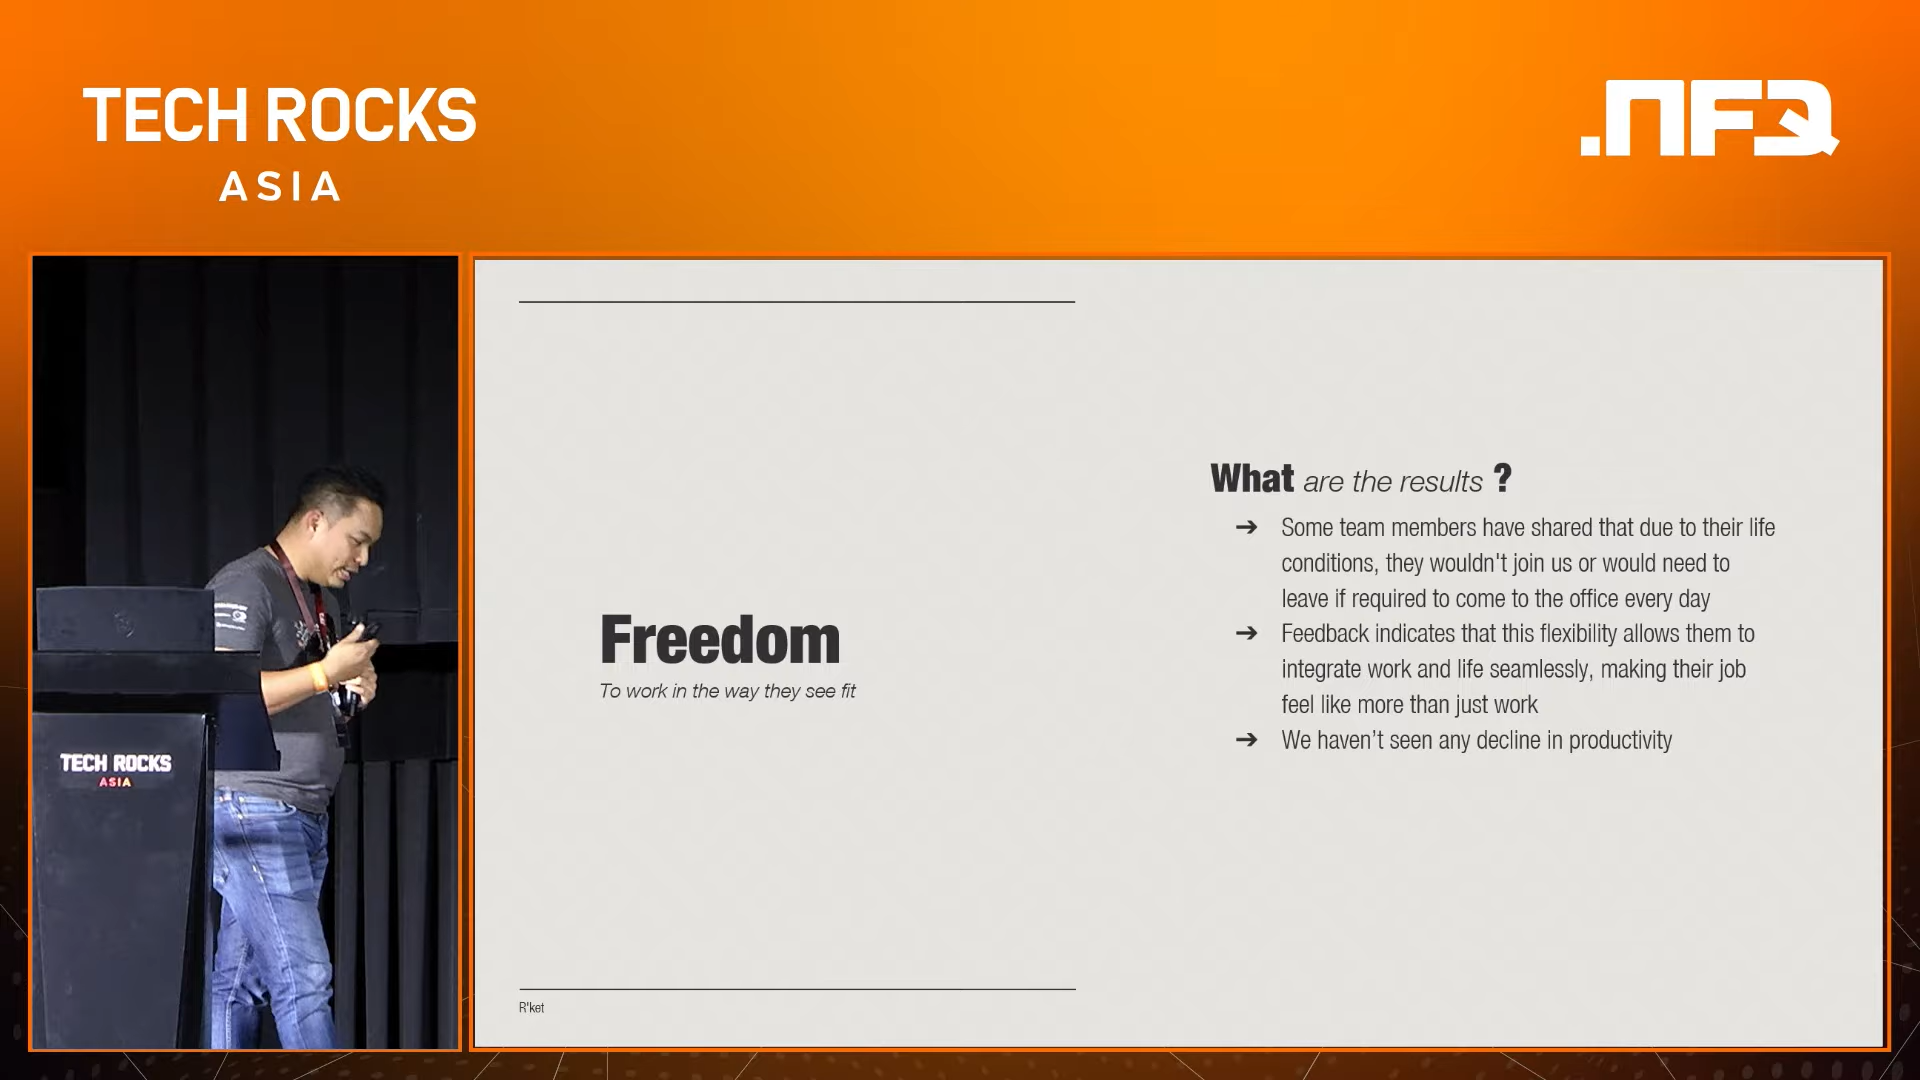 TECH ROCKS
ASIA
.NFQ
TECH ROCKS
ASIA
Freedom
To work in the way they see fit
R'ket
What are the results ?
➔ Some team members have shared that due to their life
conditions, they wouldn't join us or would need to
leave if required to come to the office every day
➔ Feedback indicates that this flexibility allows them to
integrate work and life seamlessly, making their job
feel like more than just work
➔ We haven’t seen any decline in productivity